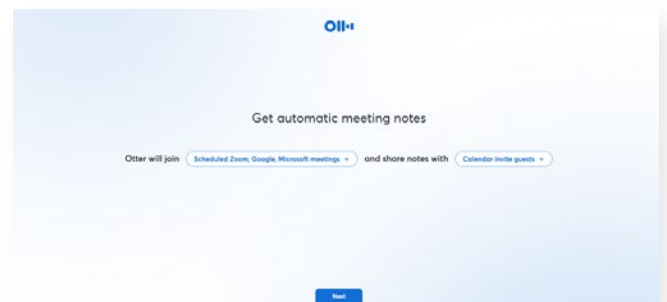 Get automatic meeting notes
Otter will join Scheduled Zoom, Google, Microsoft meetings and share notes with Calendar invite guests
Next